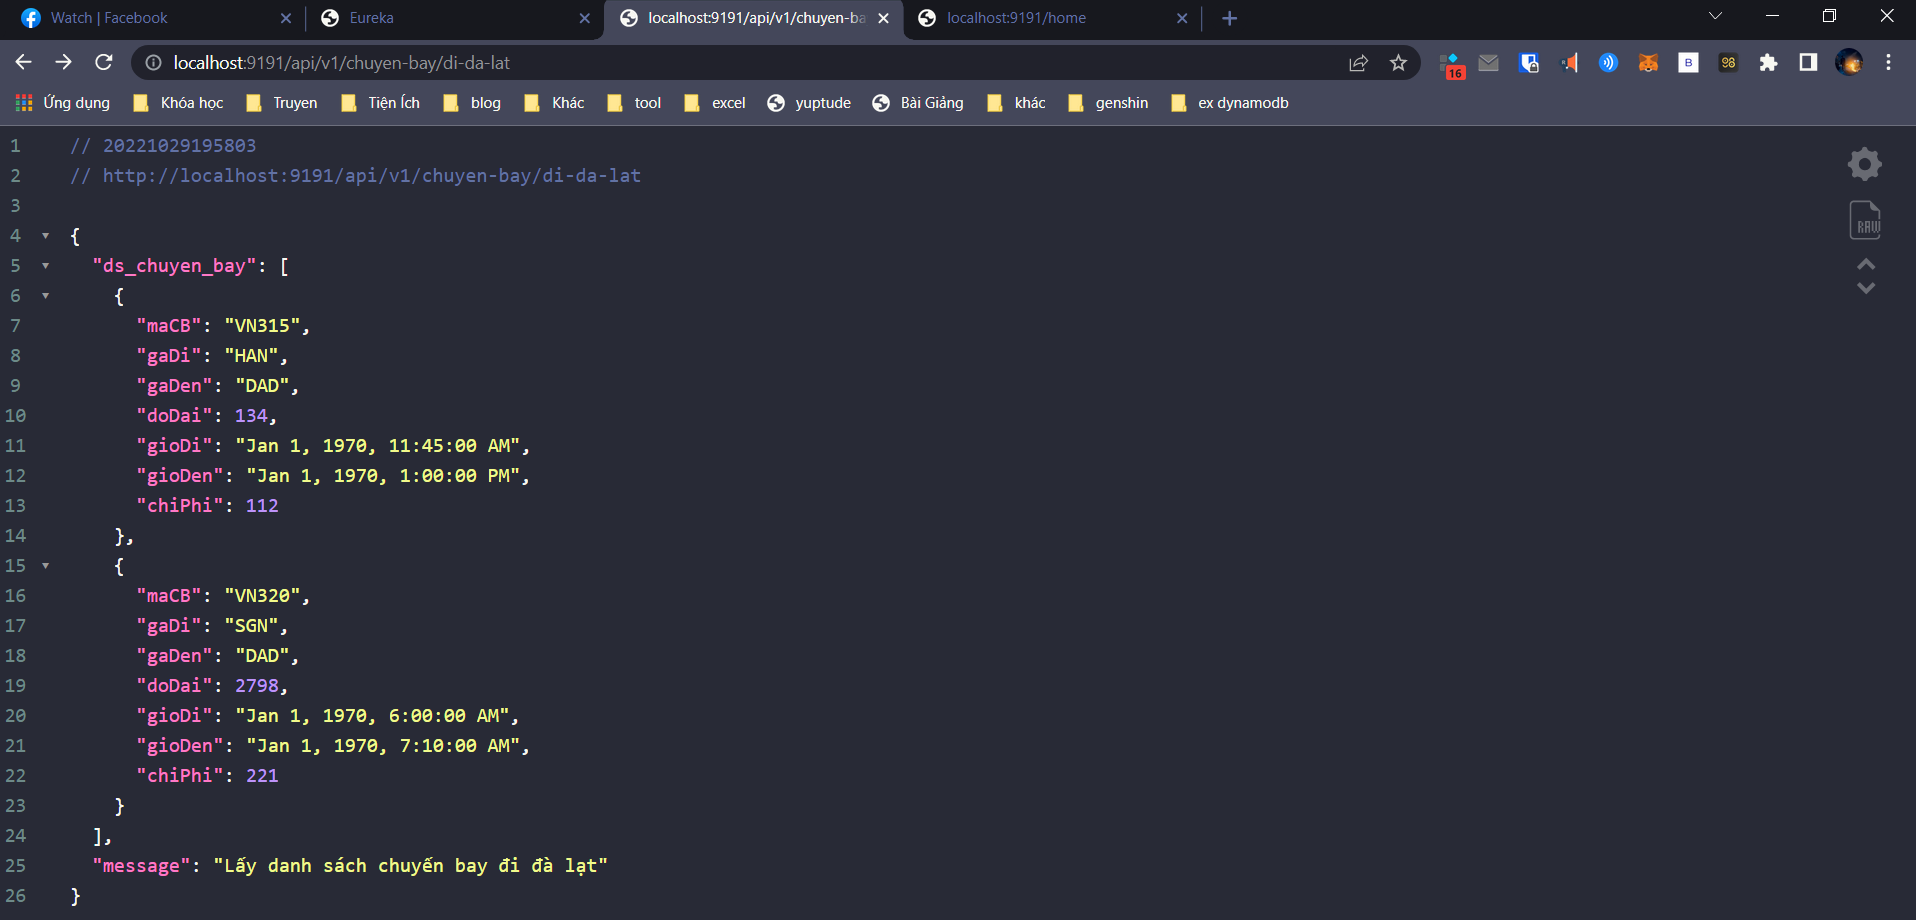 Watch | Facebook
Eureka
localhost:9191/api/v1/chuyen-ba
localhost:9191/home
localhost:9191/api/v1/chuyen-bay/di-da-lat
16
B
98
Ứng dụng
Khóa học
Truyen
Tiện Ích
blog
Khác
tool
excel
yuptude
Bài Giảng
khác
genshin
ex dynamodb
1 // 20221029195803
2 // http://localhost:9191/api/v1/chuyen-bay/di-da-lat
3
4 {
5 "ds_chuyen_bay": [
6 {
7 "maCB": "VN315",
8 "gaDi": "HAN",
9 "gaDen": "DAD",
10 "doDai": 134,
11 "gioDi": "Jan 1, 1970, 11:45:00 AM",
12 "gioDen": "Jan 1, 1970, 1:00:00 PM",
13 "chiPhi": 112
14 },
15 {
16 "maCB": "VN320",
17 "gaDi": "SGN",
18 "gaDen": "DAD",
19 "doDai": 2798,
20 "gioDi": "Jan 1, 1970, 6:00:00 AM",
21 "gioDen": "Jan 1, 1970, 7:10:00 AM",
22 "chiPhi": 221
23 }
24 ],
25 "message": "Lấy danh sách chuyến bay đi đà lạt"
26 }
RAW